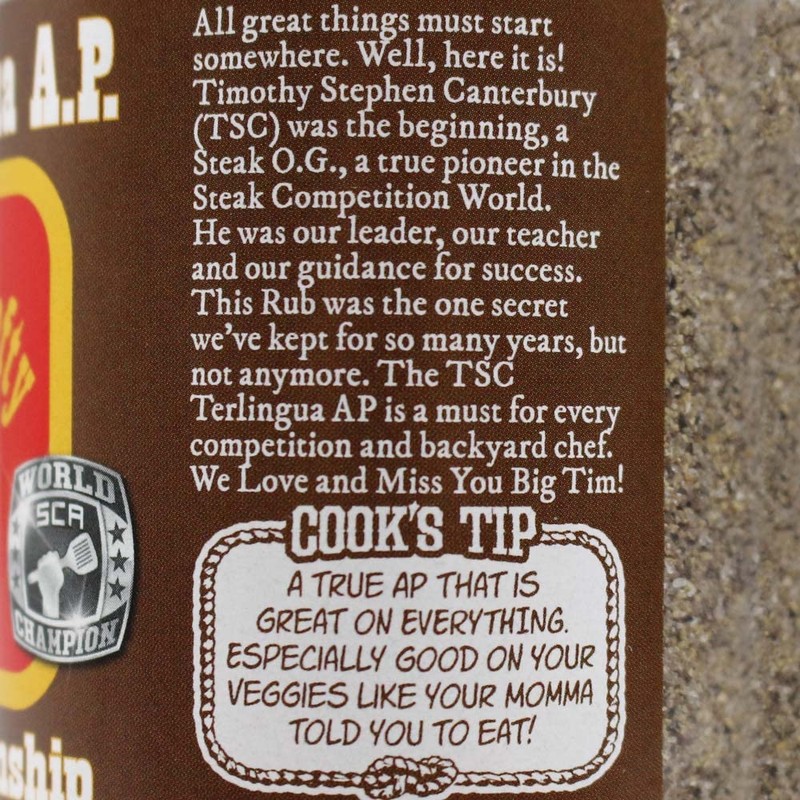 A.P.
All great things must start
somewhere. Well, here it is!
Timothy Stephen Canterbury
(TSC) was the beginning, a
Steak O.G., a true pioneer in the
Steak Competition World.
He was our leader, our teacher
and our guidance for success.
This Rub was the one secret
we've kept for so many years, but
not anymore. The TSC
Terlingua AP is a must for every
competition and backyard chef.
We Love and Miss You Big Tim!
WORLD
SCA
CHAMPION
COOK'S TIP
A TRUE AP THAT IS
GREAT ON EVERYTHING.
ESPECIALLY GOOD ON YOUR
VEGGIES LIKE YOUR MOMMA
TOLD YOU TO EAT!